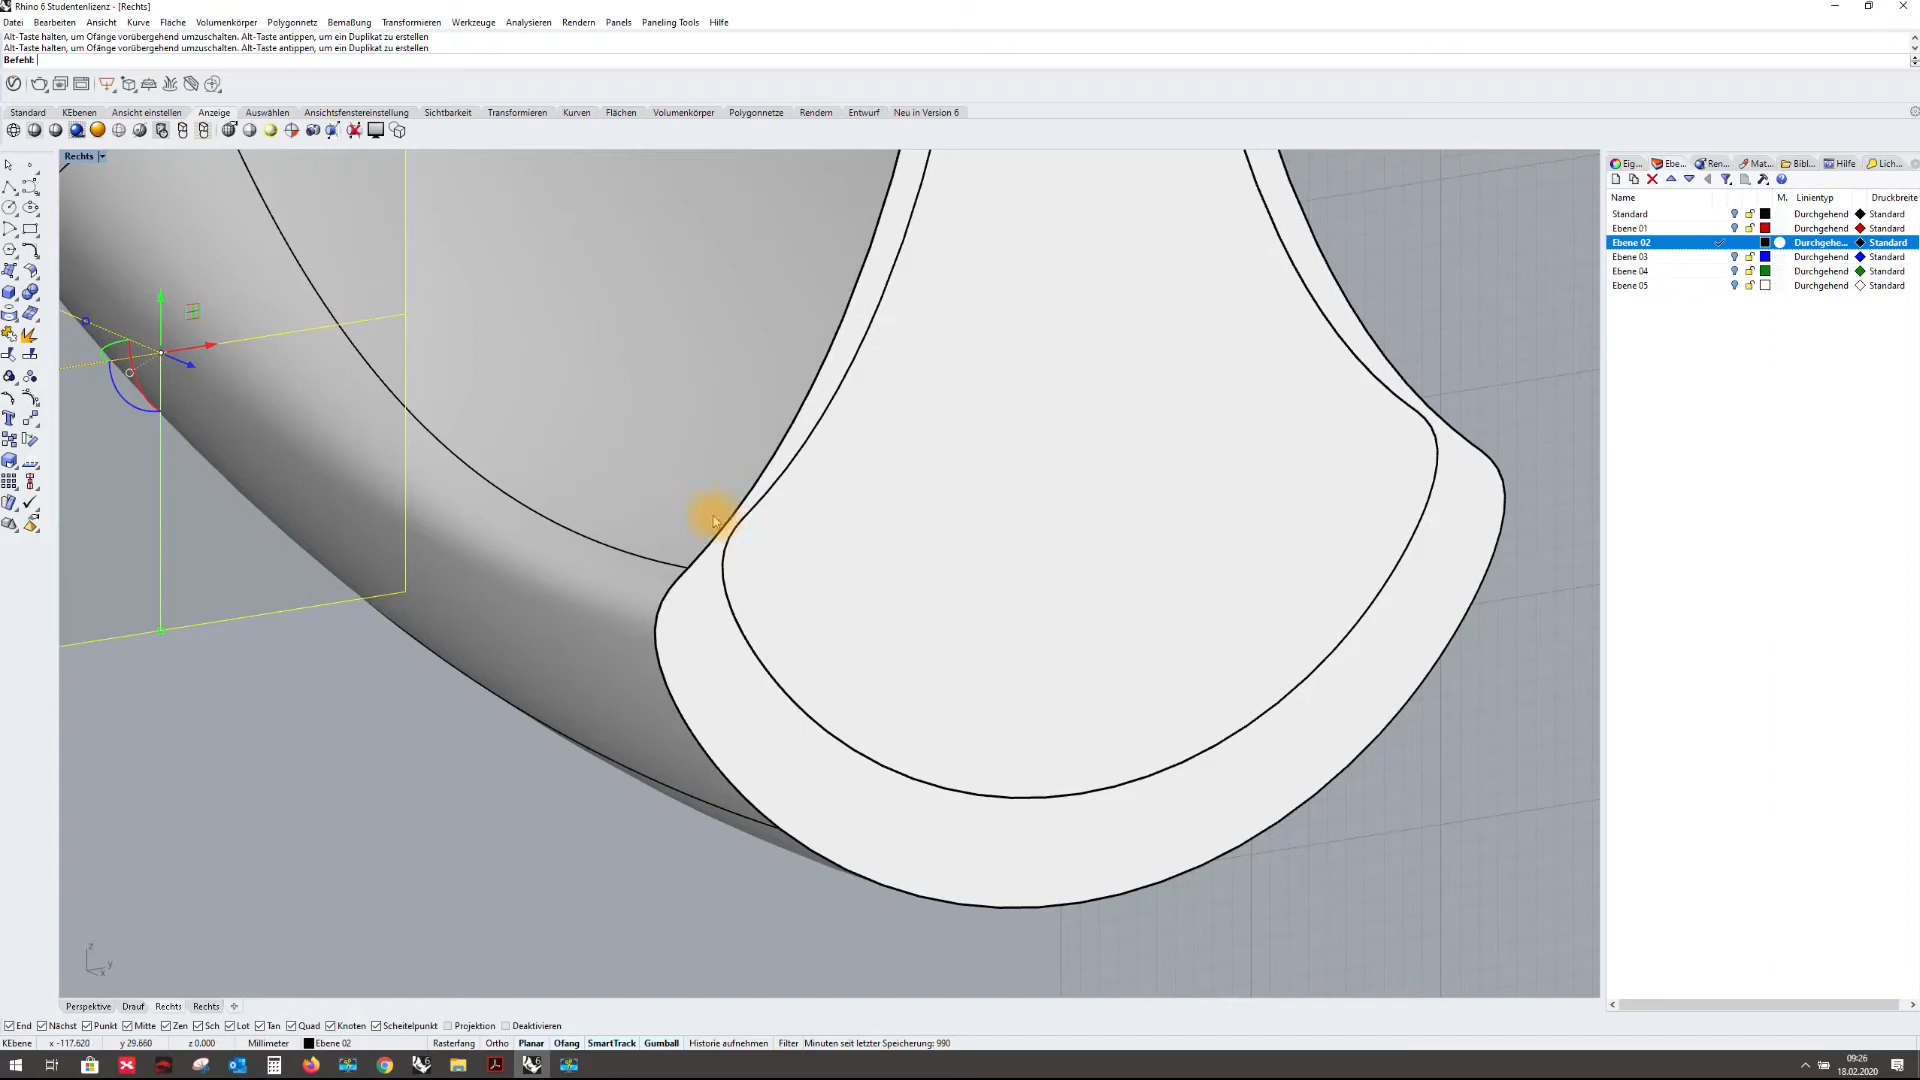 Rhino 6 Studentenlizenz - [Rechts]
Datei Bearbeiten Ansicht Kurve Fläche Volumenkörper Polygonnetz Bemaßung Transformieren Werkzeuge Analysieren Rendern Panels Paneling Tools Hilfe
Alt-Taste halten, um Ofänge vorübergehend umzuschalten. Alt-Taste antippen, um ein Duplikat zu erstellen
Alt-Taste halten, um Ofänge vorübergehend umzuschalten. Alt-Taste antippen, um ein Duplikat zu erstellen
Befehl:
Standard KEbenen Ansicht einstellen Anzeige Auswählen Ansichtsfenstereinstellung Sichtbarkeit Transformieren Kurven Flächen Volumenkörper Polygonnetze Rendern Entwurf Neu in Version 6
Rechts
Eig... Ebe... Ren... Mat... Bibl... Hilfe Lich...
Name M. Linientyp Druckbreite
Standard Durchgehend Standard
Ebene 01 Durchgehend Standard
Ebene 02 Durchgehe... Standard
Ebene 03 Durchgehend Standard
Ebene 04 Durchgehend Standard
Ebene 05 Durchgehend Standard
z
y
x
Perspektive Drauf Rechts Rechts
End Nächst Punkt Mitte Zen Sch Lot Tan Quad Knoten Scheitelpunkt Projektion Deaktivieren
KEbene x -117.620 y 29.660 z 0.000 Millimeter Ebene 02 Rasterfang Ortho Planar Ofang SmartTrack Gumball Historie aufnehmen Filter Minuten seit letzter Speicherung: 990
09:26
18.02.2020